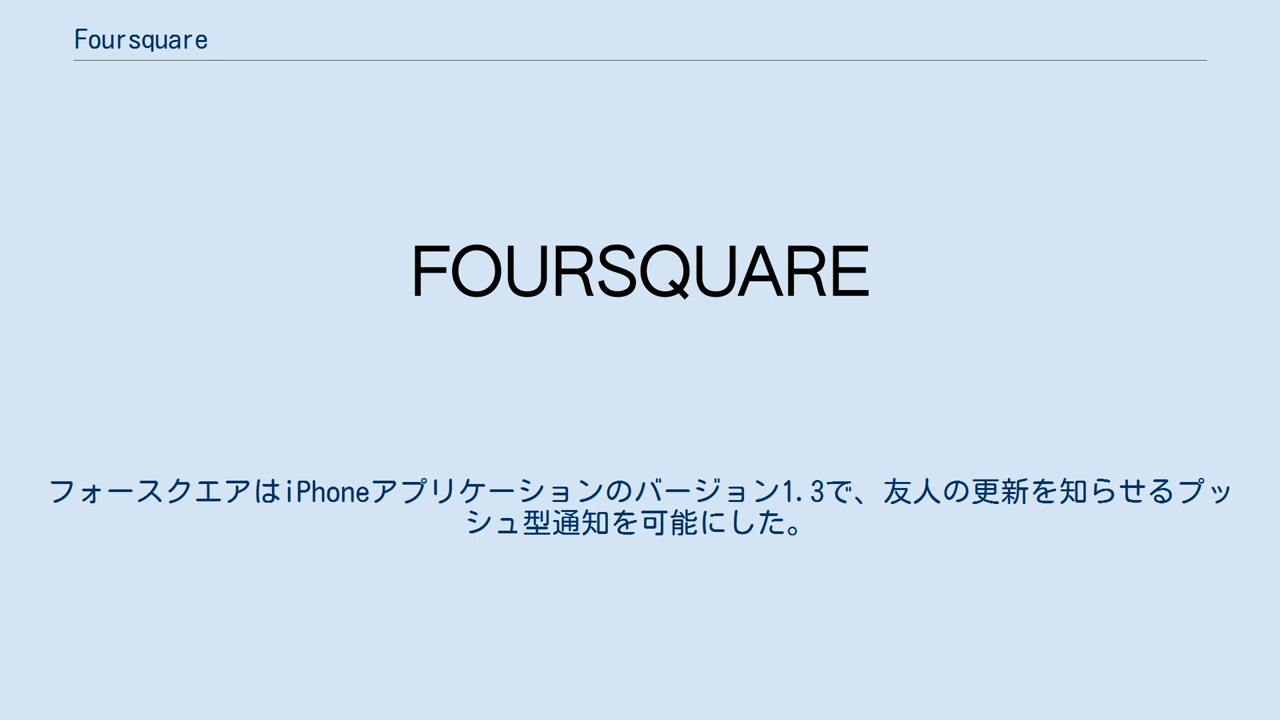 Foursquare
FOURSQUARE
フォースクエアはiPhoneアプリケーションのバージョン1.3で、友人の更新を知らせるプッ
シュ型通知を可能にした。